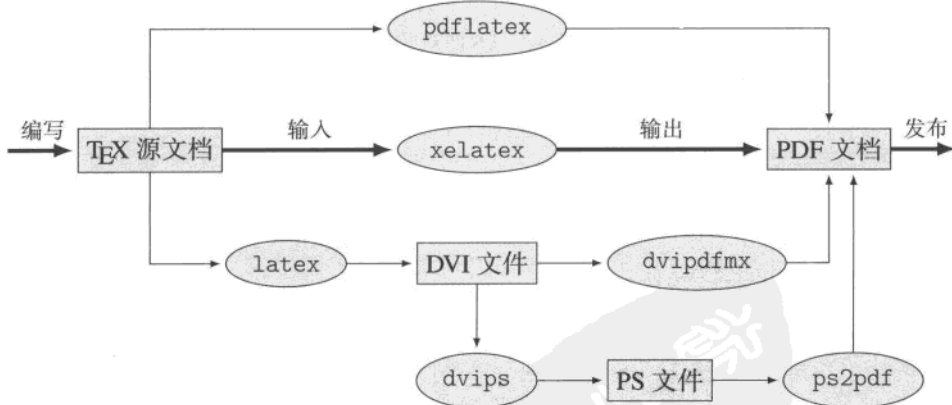 pdflatex
编写
TEX 源文档
输入
xelatex
输出
PDF 文档
发布
latex
DVI 文件
dvipdfmx
dvips
PS 文件
ps2pdf